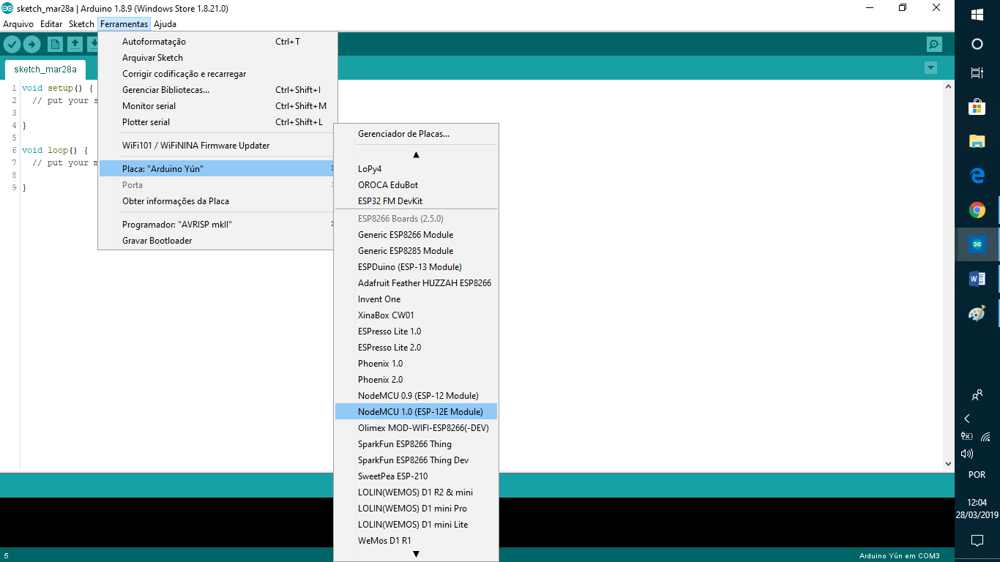 sketch_mar28a | Arduino 1.8.9 (Windows Store 1.8.21.0)
Arquivo Editar Sketch Ferramentas Ajuda
sketch_mar28a
1 void setup() {
2 // put your s
3
4 }
5
6 void loop() {
7 // put your m
8
9 }
Autoformatação Ctrl+T
Arquivar Sketch
Corrigir codificação e recarregar
Gerenciar Bibliotecas... Ctrl+Shift+I
Monitor serial Ctrl+Shift+M
Plotter serial Ctrl+Shift+L
WiFi101 / WiFiNINA Firmware Updater
Placa: "Arduino Yún"
Porta
Obter informações da Placa
Programador: "AVRISP mkII"
Gravar Bootloader
Gerenciador de Placas...
LoPy4
OROCA EduBot
ESP32 FM DevKit
ESP8266 Boards (2.5.0)
Generic ESP8266 Module
Generic ESP8285 Module
ESPDuino (ESP-13 Module)
Adafruit Feather HUZZAH ESP8266
Invent One
XinaBox CW01
ESPresso Lite 1.0
ESPresso Lite 2.0
Phoenix 1.0
Phoenix 2.0
NodeMCU 0.9 (ESP-12 Module)
NodeMCU 1.0 (ESP-12E Module)
Olimex MOD-WIFI-ESP8266(-DEV)
SparkFun ESP8266 Thing
SparkFun ESP8266 Thing Dev
SweetPea ESP-210
LOLIN(WEMOS) D1 R2 & mini
LOLIN(WEMOS) D1 mini Pro
LOLIN(WEMOS) D1 mini Lite
WeMos D1 R1
5
Arduino Yún em COM3
POR
12:04
28/03/2019